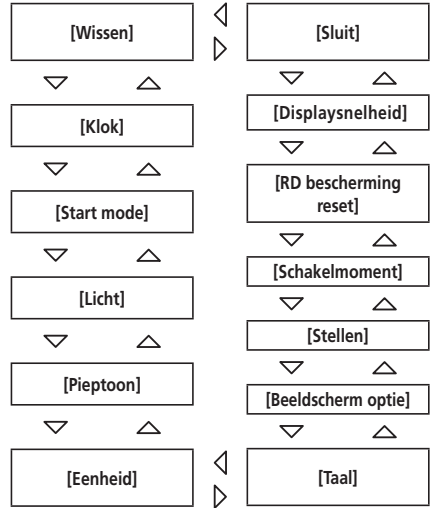 [Wissen]
[Klok]
[Start mode]
[Licht]
[Pieptoon]
[Eenheid]
[Sluit]
[Displaysnelheid]
[RD bescherming
reset]
[Schakelmoment]
[Stellen]
[Beeldscherm optie]
[Taal]